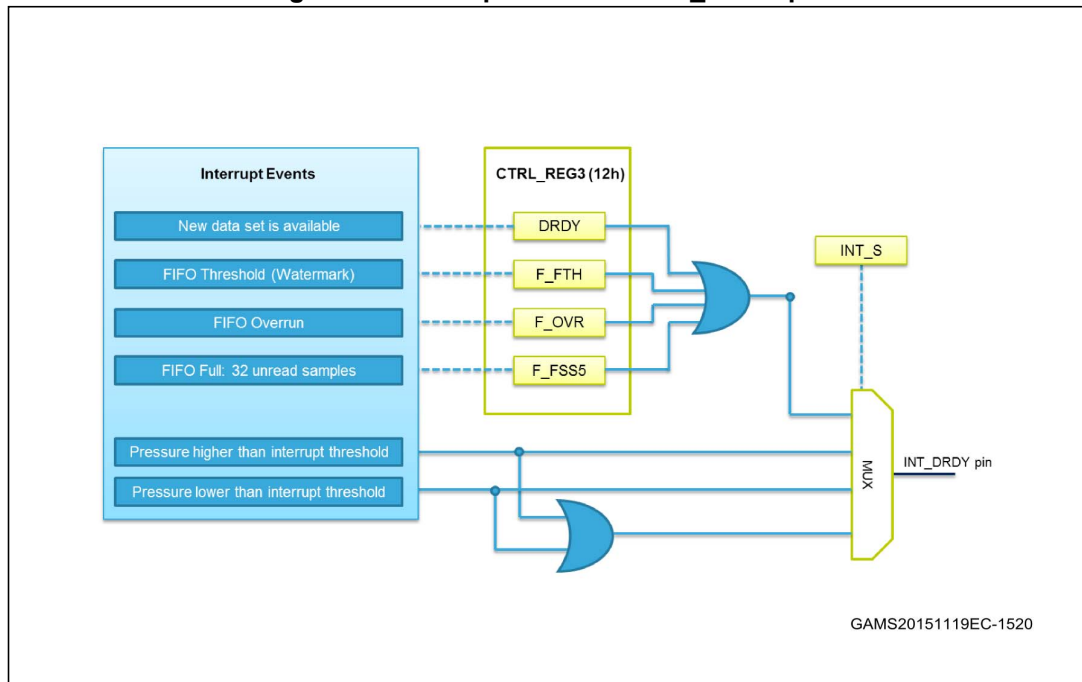 Interrupt Events
CTRL_REG3 (12h)
New data set is available
DRDY
INT_S
FIFO Threshold (Watermark)
F_FTH
FIFO Overrun
F_OVR
FIFO Full: 32 unread samples
F_FSS5
Pressure higher than interrupt threshold
MUX
INT_DRDY pin
Pressure lower than interrupt threshold
GAMS20151119EC-1520